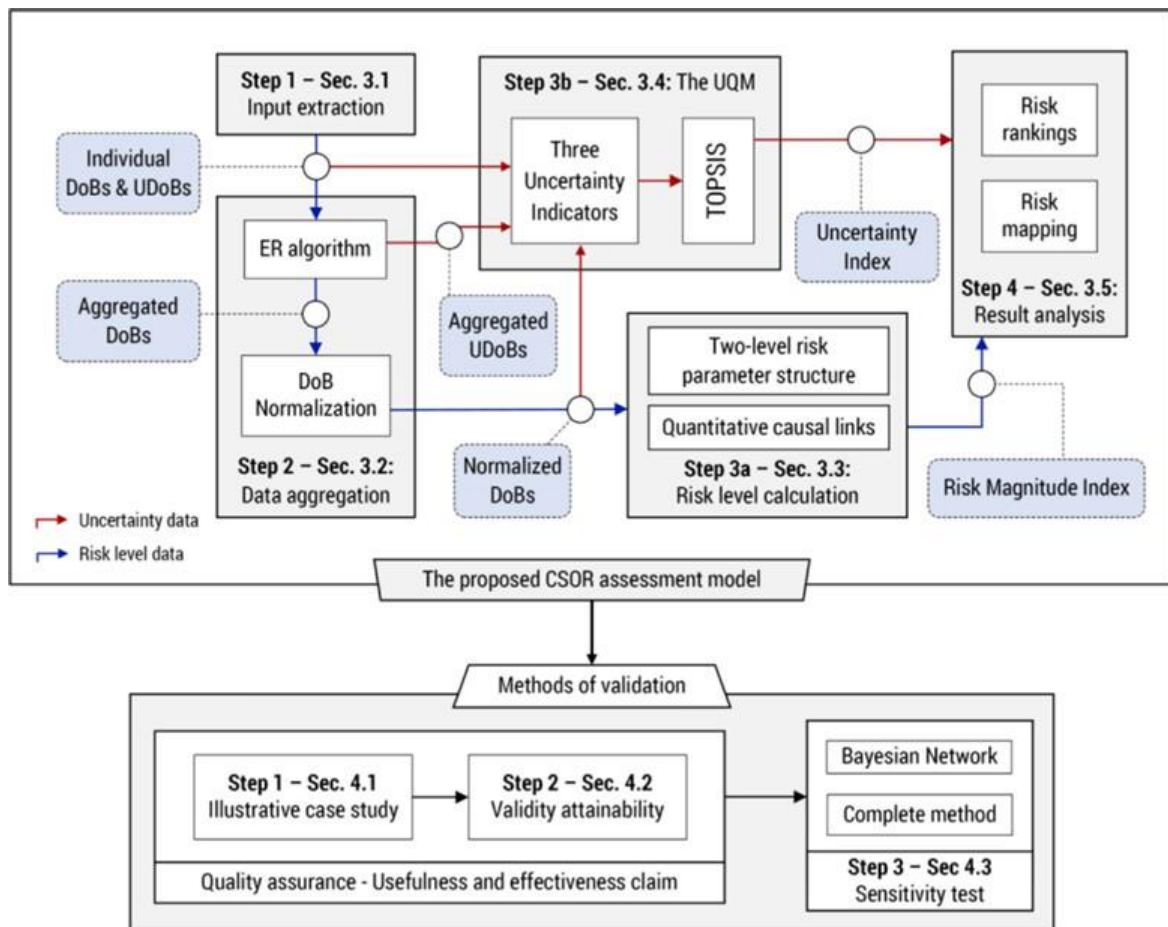 Step 1 – Sec. 3.1
Input extraction
Individual
DoBs & UDoBs
Step 3b – Sec. 3.4: The UQM
Three
Uncertainty
Indicators
TOPSIS
Risk
rankings
Risk
mapping
Step 4 – Sec. 3.5:
Result analysis
Uncertainty
Index
ER algorithm
Aggregated
DoBs
Aggregated
UDoBs
DoB
Normalization
Step 2 – Sec. 3.2:
Data aggregation
Normalized
DoBs
Two-level risk
parameter structure
Quantitative causal links
Step 3a – Sec. 3.3:
Risk level calculation
Risk Magnitude Index
Uncertainty data
Risk level data
The proposed CSOR assessment model
Methods of validation
Step 1 – Sec. 4.1
Illustrative case study
Step 2 – Sec. 4.2
Validity attainability
Quality assurance - Usefulness and effectiveness claim
Bayesian Network
Complete method
Step 3 – Sec 4.3
Sensitivity test